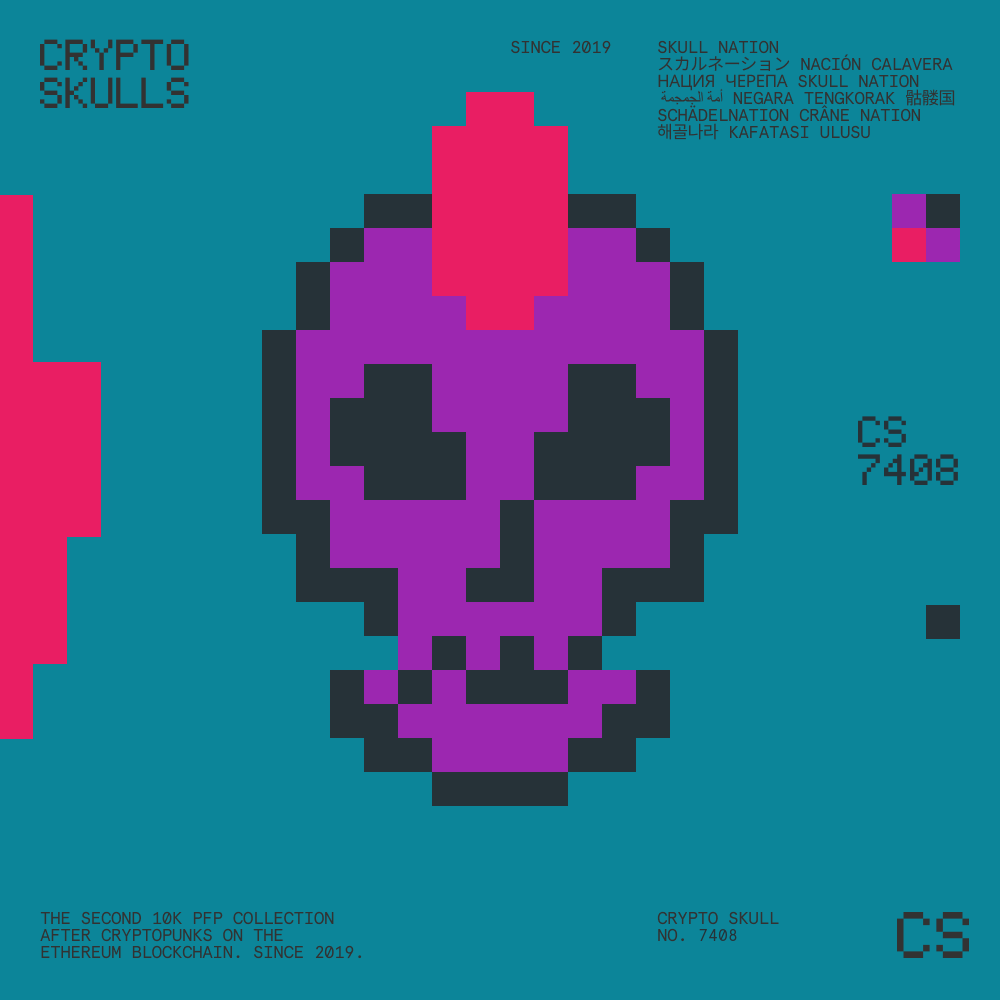 CRYPTO
SKULLS
SINCE 2019
SKULL NATION
スカルネーション NACIÓN CALAVERA
НАЦИЯ ЧЕРЕПА SKULL NATION
أمة الجمجمة NEGARA TENGKORAK 骷髅国
SCHÄDELNATION CRÂNE NATION
해골나라 KAFATASI ULUSU
CS
7408
THE SECOND 10K PFP COLLECTION
AFTER CRYPTOPUNKS ON THE
ETHEREUM BLOCKCHAIN. SINCE 2019.
CRYPTO SKULL
NO. 7408
CS